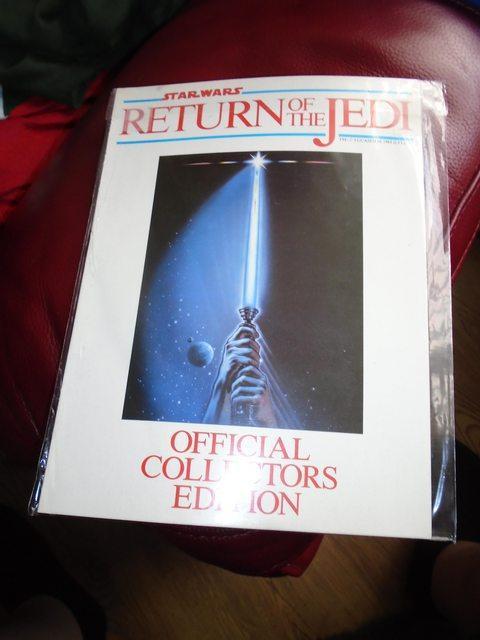 STAR WARS
RETURN OF THE JEDI
OFFICIAL
COLLECTORS
EDITION